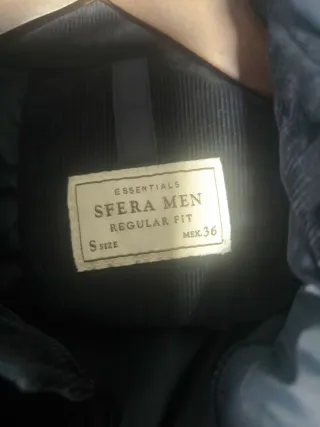 ESSENTIALS
SFERA MEN
REGULAR FIT
S SIZE MEX.36